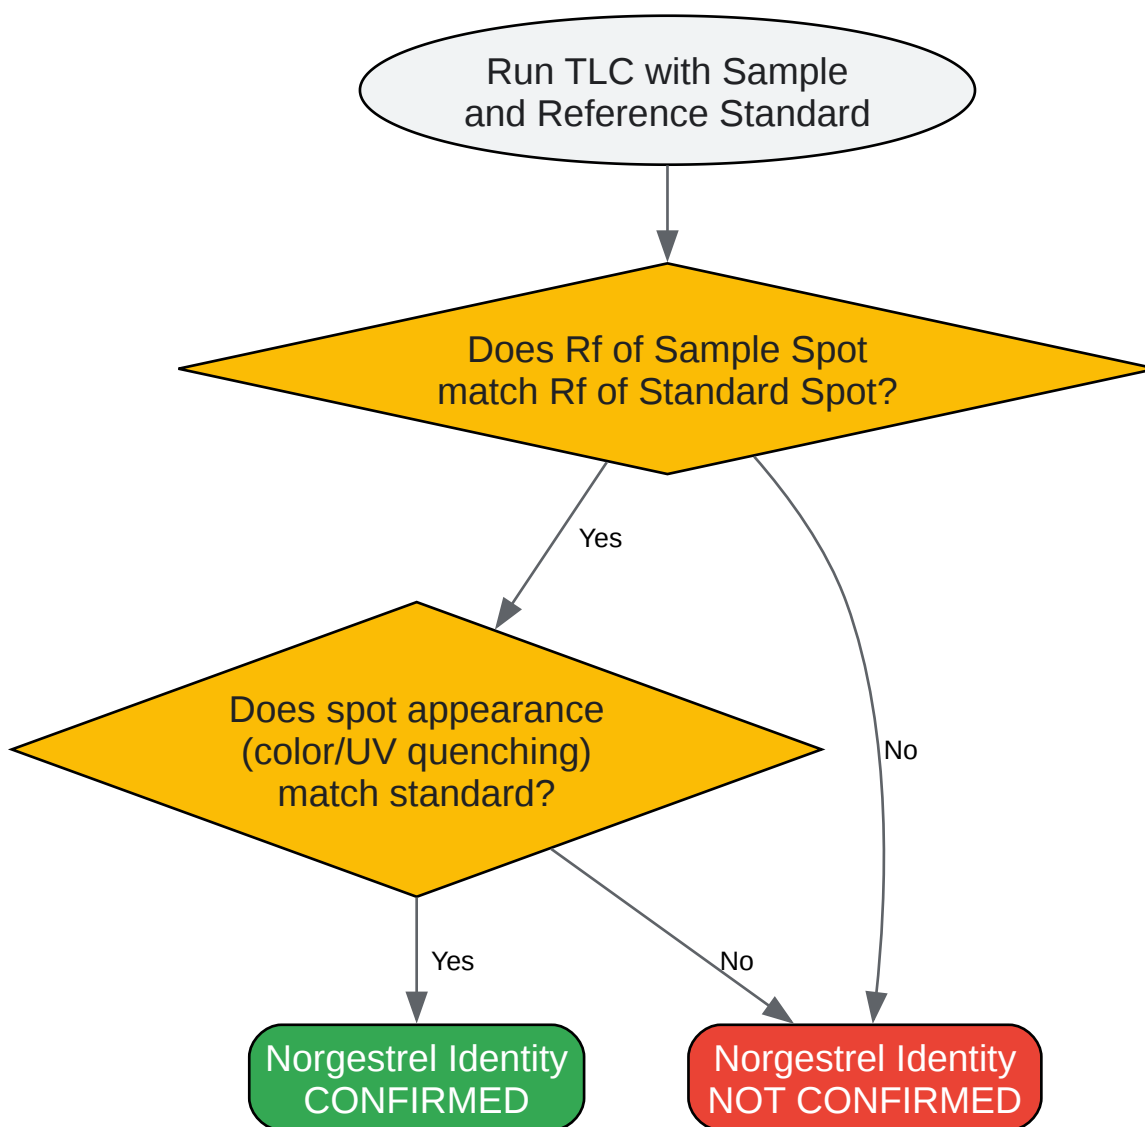 Run TLC with Sample
and Reference Standard
Does Rf of Sample Spot
match Rf of Standard Spot?
Yes
Does spot appearance
(color/UV quenching)
match standard?
No
Yes
No
Norgestrel Identity
CONFIRMED
Norgestrel Identity
NOT CONFIRMED